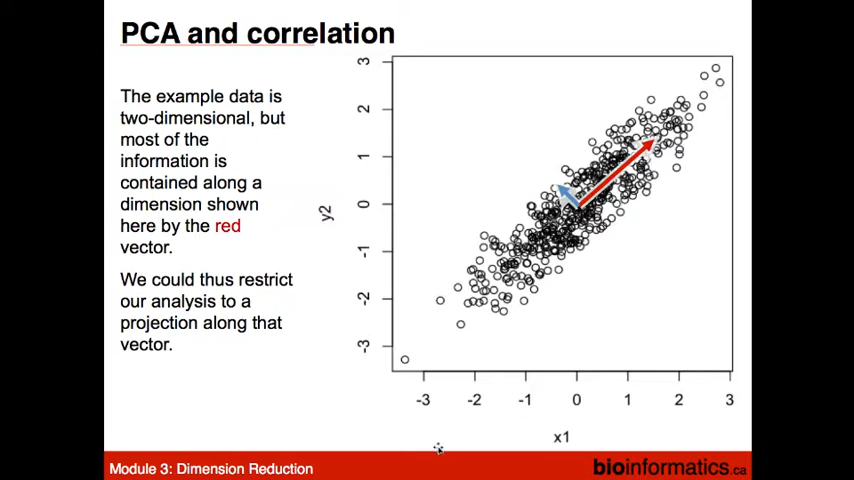 PCA and correlation
The example data is
two-dimensional, but
most of the
information is
contained along a
dimension shown
here by the red
vector.
We could thus restrict
our analysis to a
projection along that
vector.
3
2
1
0
-1
-2
-3
y2
-3 -2 -1 0 1 2 3
x1
Module 3: Dimension Reduction
bioinformatics.ca